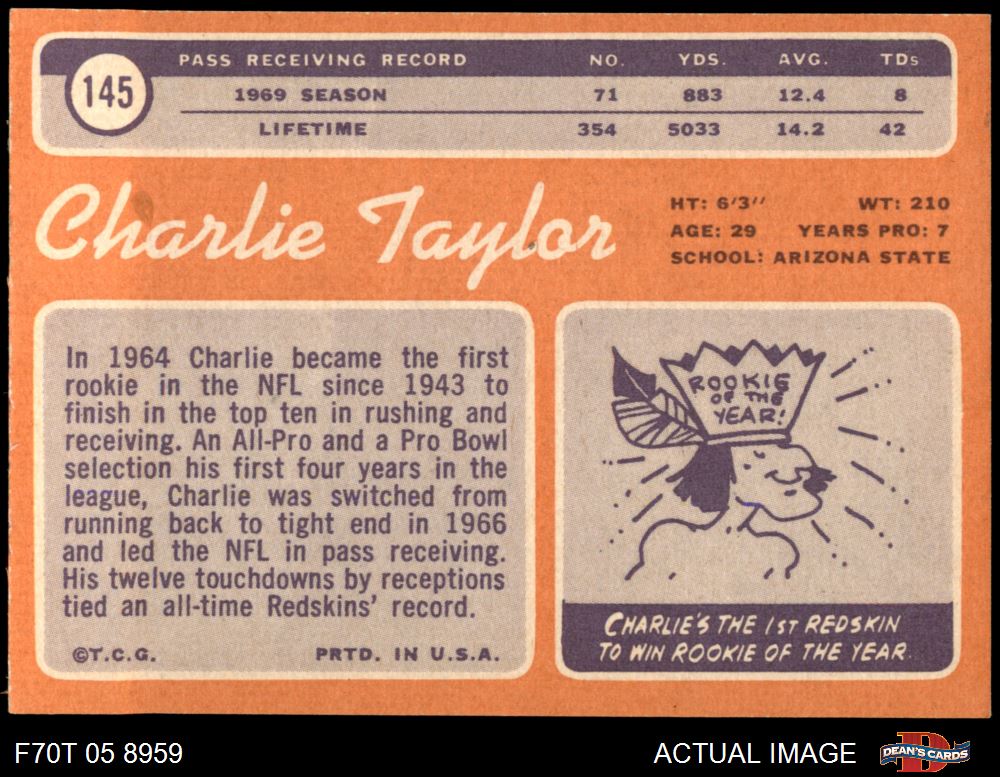 145
PASS RECEIVING RECORD NO. YDS. AVG. TDs
1969 SEASON 71 883 12.4 8
LIFETIME 354 5033 14.2 42
Charlie Taylor
HT: 6'3'' WT: 210
AGE: 29 YEARS PRO: 7
SCHOOL: ARIZONA STATE
In 1964 Charlie became the first
rookie in the NFL since 1943 to
finish in the top ten in rushing and
receiving. An All-Pro and a Pro Bowl
selection his first four years in the
league, Charlie was switched from
running back to tight end in 1966
and led the NFL in pass receiving.
His twelve touchdowns by receptions
tied an all-time Redskins' record.
©T.C.G. PRTD. IN U.S.A.
ROOKIE
OF THE
YEAR!
CHARLIE'S THE 1ST REDSKIN
TO WIN ROOKIE OF THE YEAR.
F70T 05 8959 ACTUAL IMAGE
D
DEAN'S CARDS